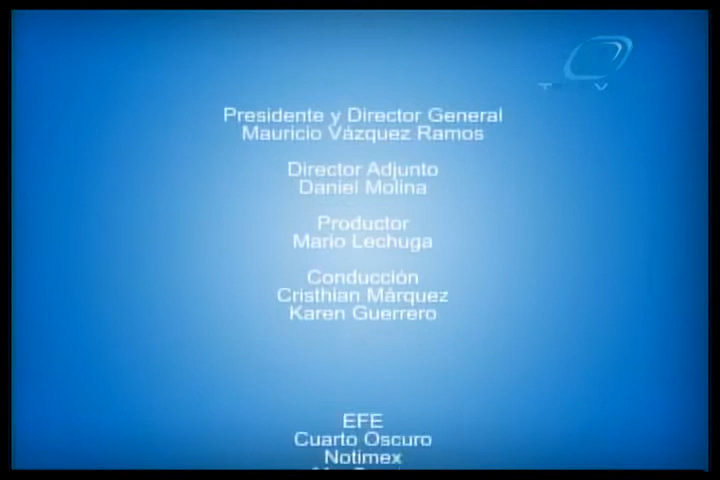 Presidente y Director General
Mauricio Vázquez Ramos
Director Adjunto
Daniel Molina
Productor
Mario Lechuga
Conducción
Cristhian Márquez
Karen Guerrero
EFE
Cuarto Oscuro
Notimex